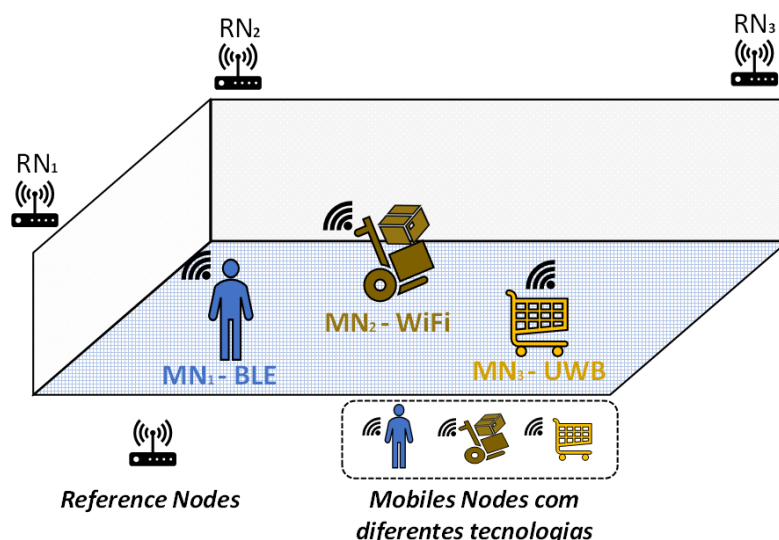 RN₂
RN₃
RN₁
MN₂ - WiFi
MN₁ - BLE
MN₃ - UWB
Reference Nodes
Mobiles Nodes com
diferentes tecnologias